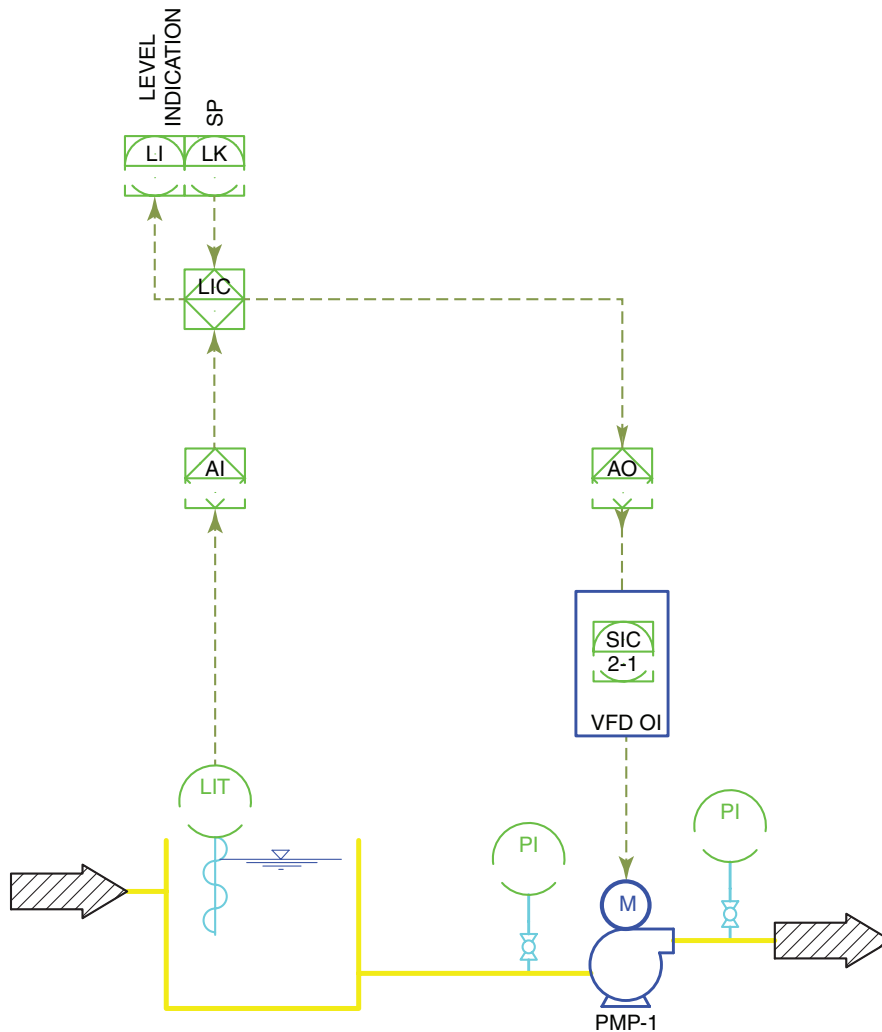 LEVEL
INDICATION
SP
LI
LK
LIC
AI
AO
SIC
2-1
VFD OI
LIT
PI
PI
M
PMP-1